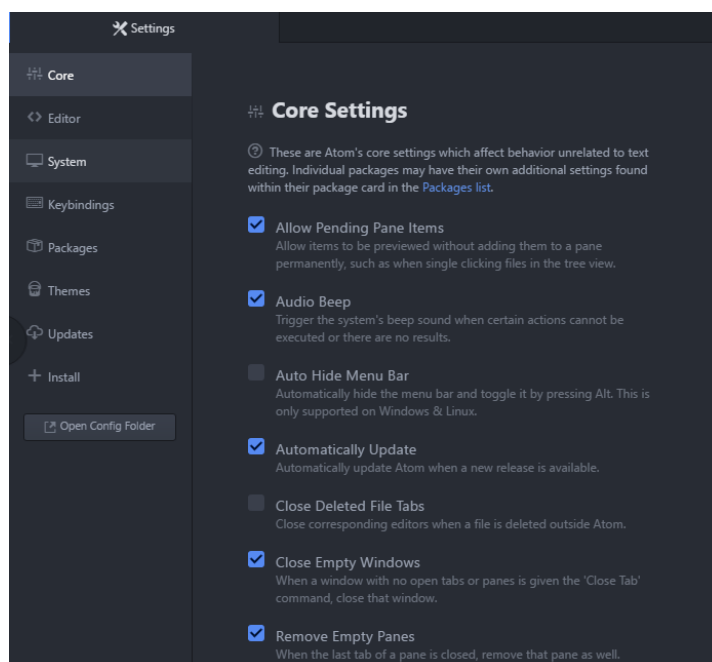 Settings
Core
Editor
System
Keybindings
Packages
Themes
Updates
Install
Open Config Folder
Core Settings
These are Atom's core settings which affect behavior unrelated to text
editing. Individual packages may have their own additional settings found
within their package card in the Packages list.
Allow Pending Pane Items
Allow items to be previewed without adding them to a pane
permanently, such as when single clicking files in the tree view.
Audio Beep
Trigger the system's beep sound when certain actions cannot be
executed or there are no results.
Auto Hide Menu Bar
Automatically hide the menu bar and toggle it by pressing Alt. This is
only supported on Windows & Linux.
Automatically Update
Automatically update Atom when a new release is available.
Close Deleted File Tabs
Close corresponding editors when a file is deleted outside Atom.
Close Empty Windows
When a window with no open tabs or panes is given the 'Close Tab'
command, close that window.
Remove Empty Panes
When the last tab of a pane is closed, remove that pane as well.